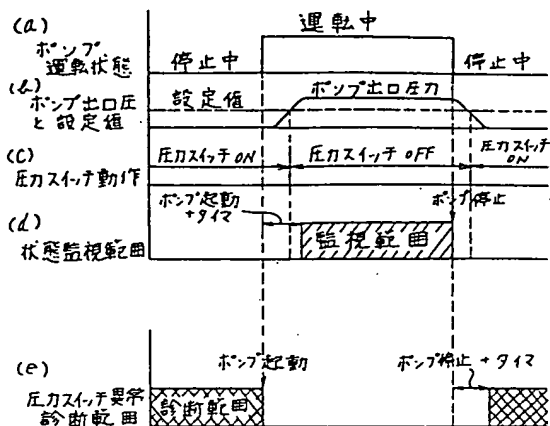 (a)
ポンプ
運転状態
停止中
運転中
停止中
(b)
ポンプ出口圧
と設定値
設定値
ポンプ出口圧力
(c)
圧力スイッチ動作
圧力スイッチON
圧力スイッチOFF
圧力スイッチ
ON
(d)
状態監視範囲
ポンプ起動
+タイマ
監視範囲
ポンプ停止
(e)
圧力スイッチ異常
診断範囲
診断範囲
ポンプ起動
ポンプ停止+タイマ